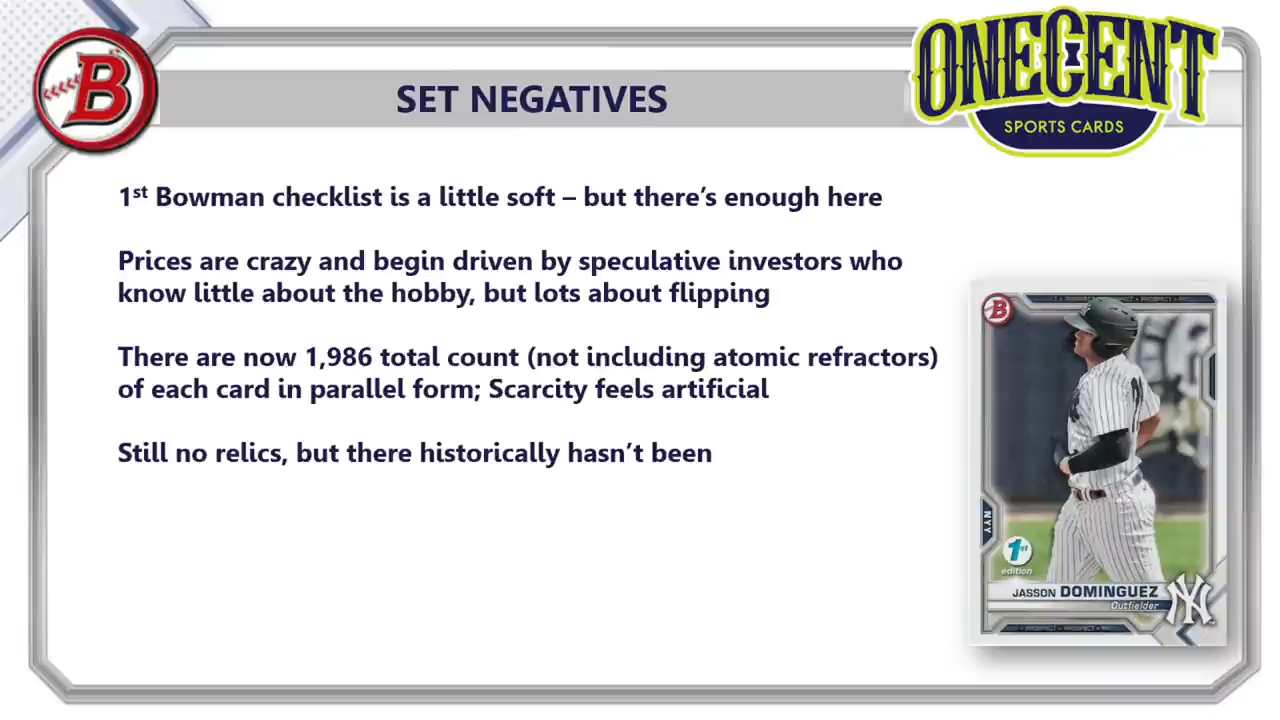 B
SET NEGATIVES
ONECENT
SPORTS CARDS
1st Bowman checklist is a little soft – but there's enough here
Prices are crazy and begin driven by speculative investors who
know little about the hobby, but lots about flipping
There are now 1,986 total count (not including atomic refractors)
of each card in parallel form; Scarcity feels artificial
Still no relics, but there historically hasn't been
B
NYY
1st
edition
JASSON DOMINGUEZ
Outfielder
NY